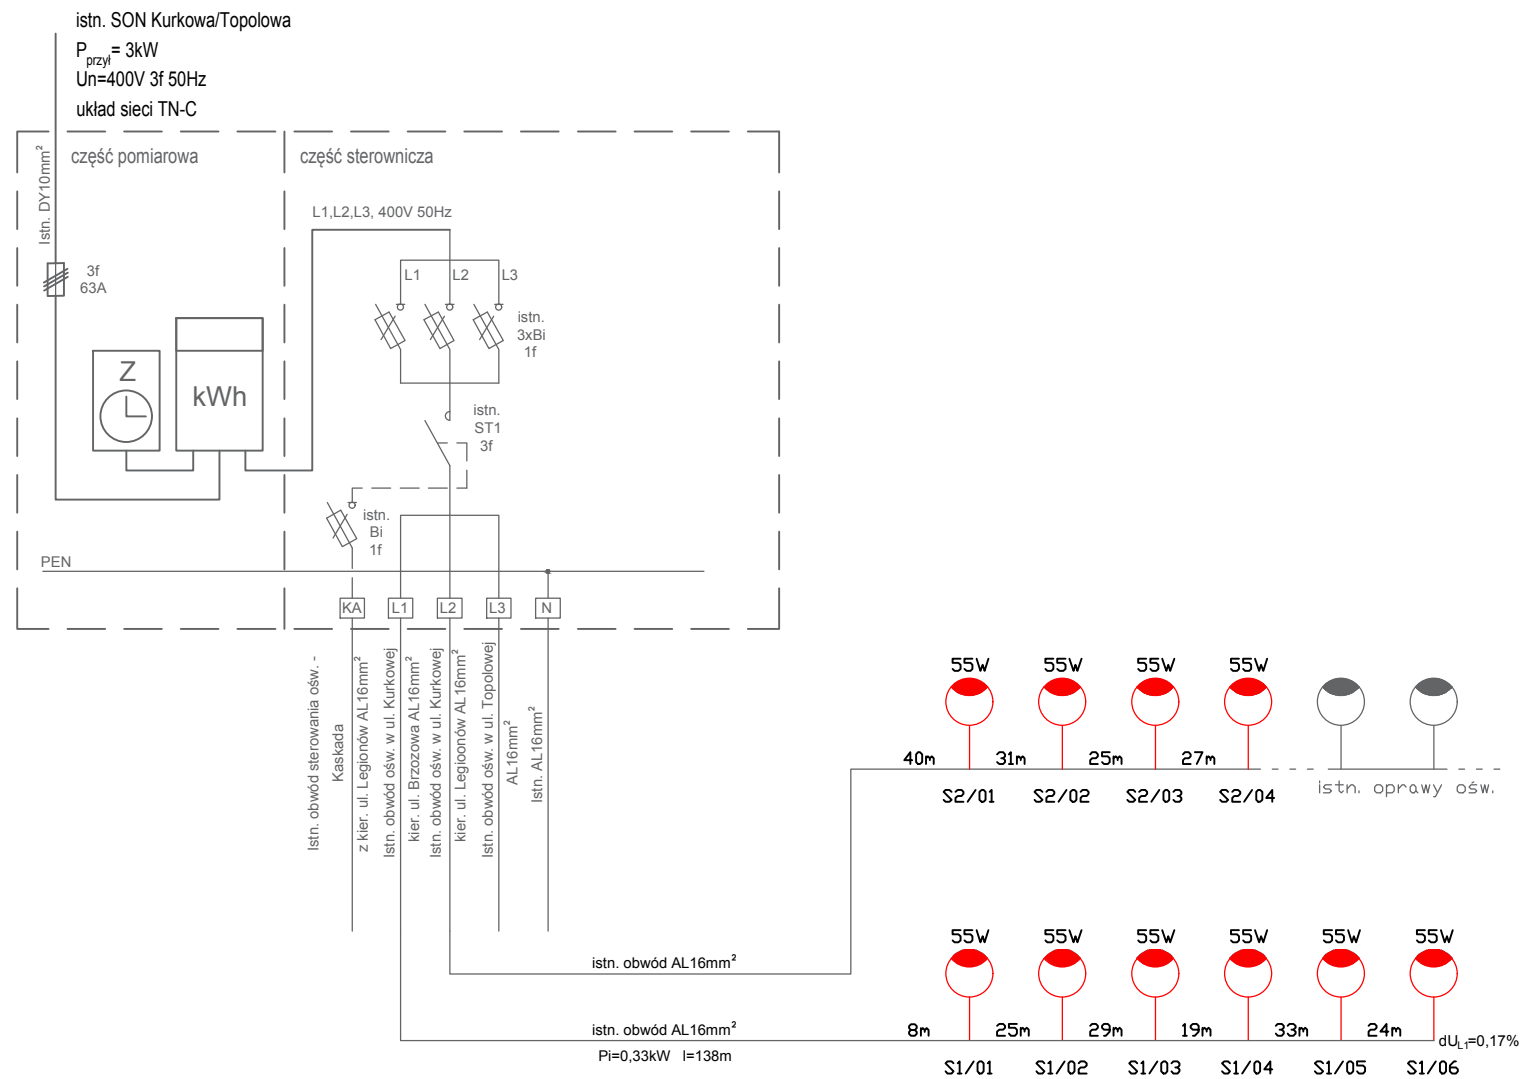 istn. SON Kurkowa/Topolowa
Pprzył= 3kW
Un=400V 3f 50Hz
układ sieci TN-C
część pomiarowa
część sterownicza
Istn. DY10mm²
L1,L2,L3, 400V 50Hz
3f
63A
L1
L2
L3
istn.
3xBi
1f
Z
kWh
istn.
ST1
3f
istn.
Bi
1f
PEN
KA
L1
L2
L3
N
Istn. obwód sterowania ośw. -
Kaskada
z kier. ul. Legionów AL16mm²
Istn. obwód ośw. w ul. Kurkowej
kier. ul. Brzozowa AL16mm²
Istn. obwód ośw. w ul. Kurkowej
kier. ul. Legioonów AL16mm²
Istn. obwód ośw. w ul. Topolowej
AL16mm²
Istn. AL16mm²
55W
55W
55W
55W
40m
31m
25m
27m
S2/01
S2/02
S2/03
S2/04
istn. oprawy ośw.
istn. obwód AL16mm²
55W
55W
55W
55W
55W
55W
istn. obwód AL16mm²
Pi=0,33kW l=138m
8m
25m
29m
19m
33m
24m
dUL1=0,17%
S1/01
S1/02
S1/03
S1/04
S1/05
S1/06